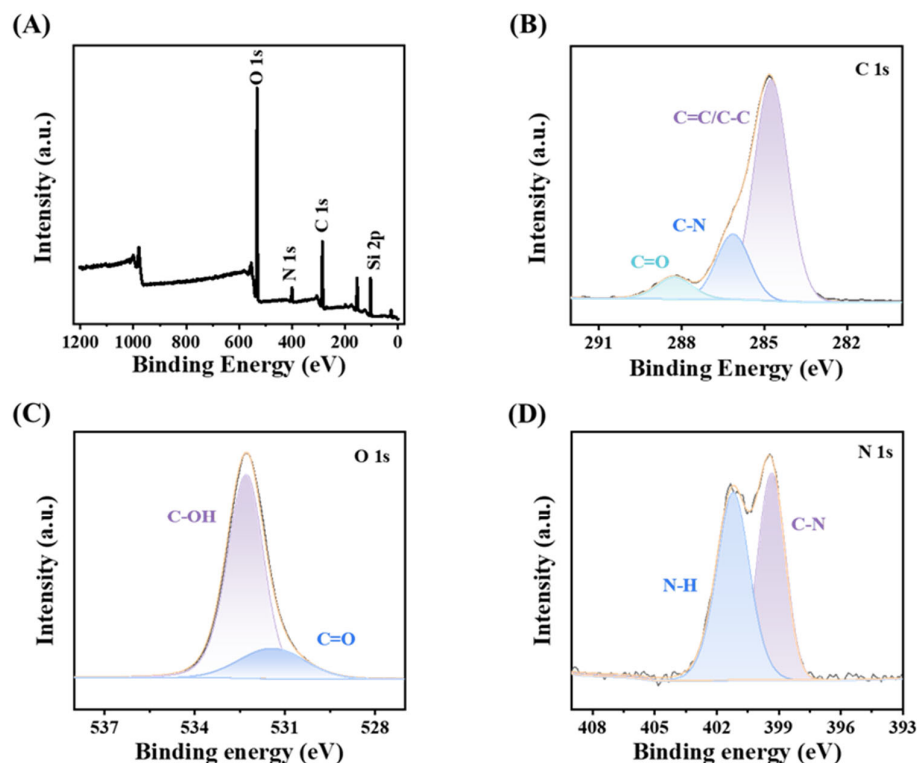 (A)
O 1s
N 1s
C 1s
Si 2p
Intensity (a.u.)
1200 1000 800 600 400 200 0
Binding Energy (eV)
(B)
C 1s
C=C/C-C
C-N
C=O
Intensity (a.u.)
291 288 285 282
Binding Energy (eV)
(C)
O 1s
C-OH
C=O
Intensity (a.u.)
537 534 531 528
Binding energy (eV)
(D)
N 1s
C-N
N-H
Intensity (a.u.)
408 405 402 399 396 393
Binding energy (eV)